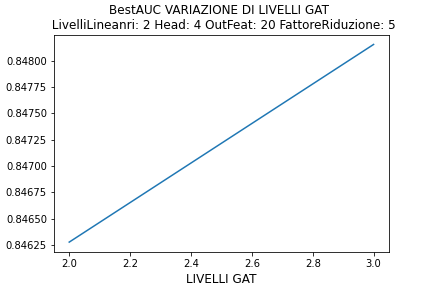 BestAUC VARIAZIONE DI LIVELLI GAT
LivelliLineanri: 2 Head: 4 OutFeat: 20 FattoreRiduzione: 5
0.84800
0.84775
0.84750
0.84725
0.84700
0.84675
0.84650
0.84625
2.0 2.2 2.4 2.6 2.8 3.0
LIVELLI GAT